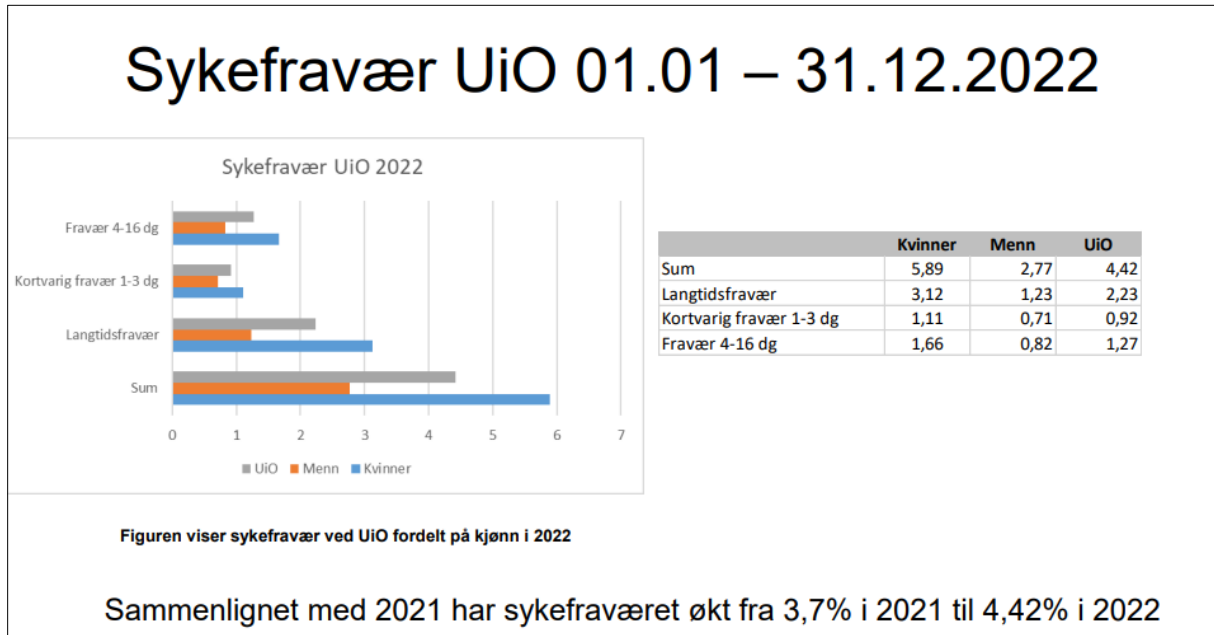 Sykefravær UiO 01.01 – 31.12.2022
Sykefravær UiO 2022
Fravær 4-16 dg
Kortvarig fravær 1-3 dg
Langtidsfravær
Sum
0 1 2 3 4 5 6 7
UiO Menn Kvinner
Kvinner Menn UiO
Sum 5,89 2,77 4,42
Langtidsfravær 3,12 1,23 2,23
Kortvarig fravær 1-3 dg 1,11 0,71 0,92
Fravær 4-16 dg 1,66 0,82 1,27
Figuren viser sykefravær ved UiO fordelt på kjønn i 2022
Sammenlignet med 2021 har sykefraværet økt fra 3,7% i 2021 til 4,42% i 2022